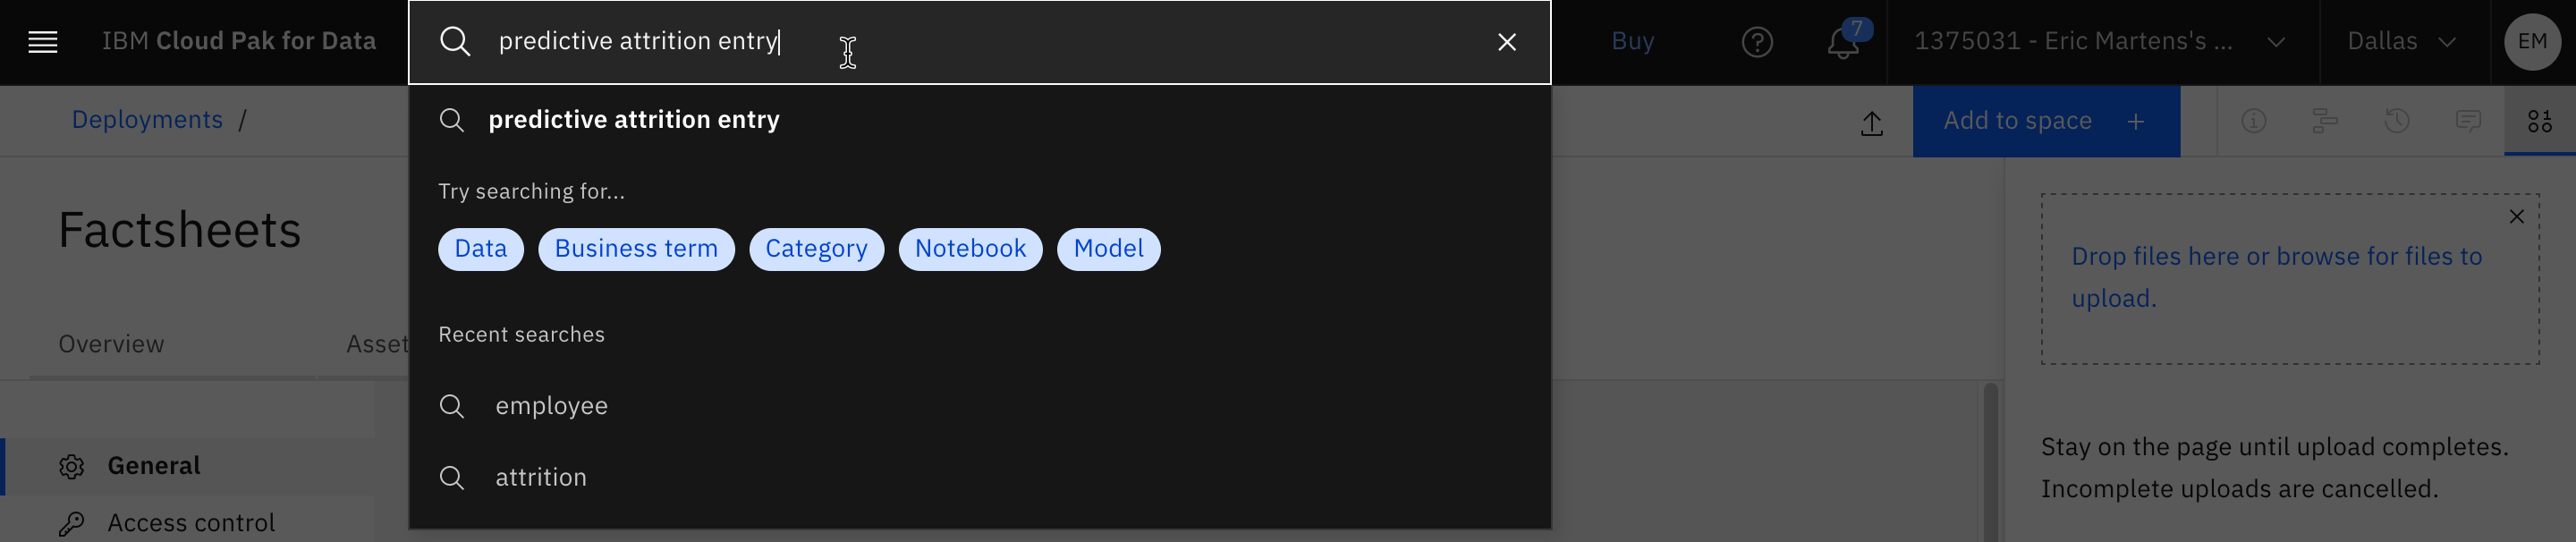 IBM Cloud Pak for Data
predictive attrition entry
Buy
7
1375031 - Eric Martens's ...
Dallas
EM
Deployments /
predictive attrition entry
Add to space +
Try searching for...
Factsheets
Data
Business term
Category
Notebook
Model
Drop files here or browse for files to
upload.
Recent searches
Overview
Asset
employee
General
attrition
Stay on the page until upload completes.
Incomplete uploads are cancelled.
Access control